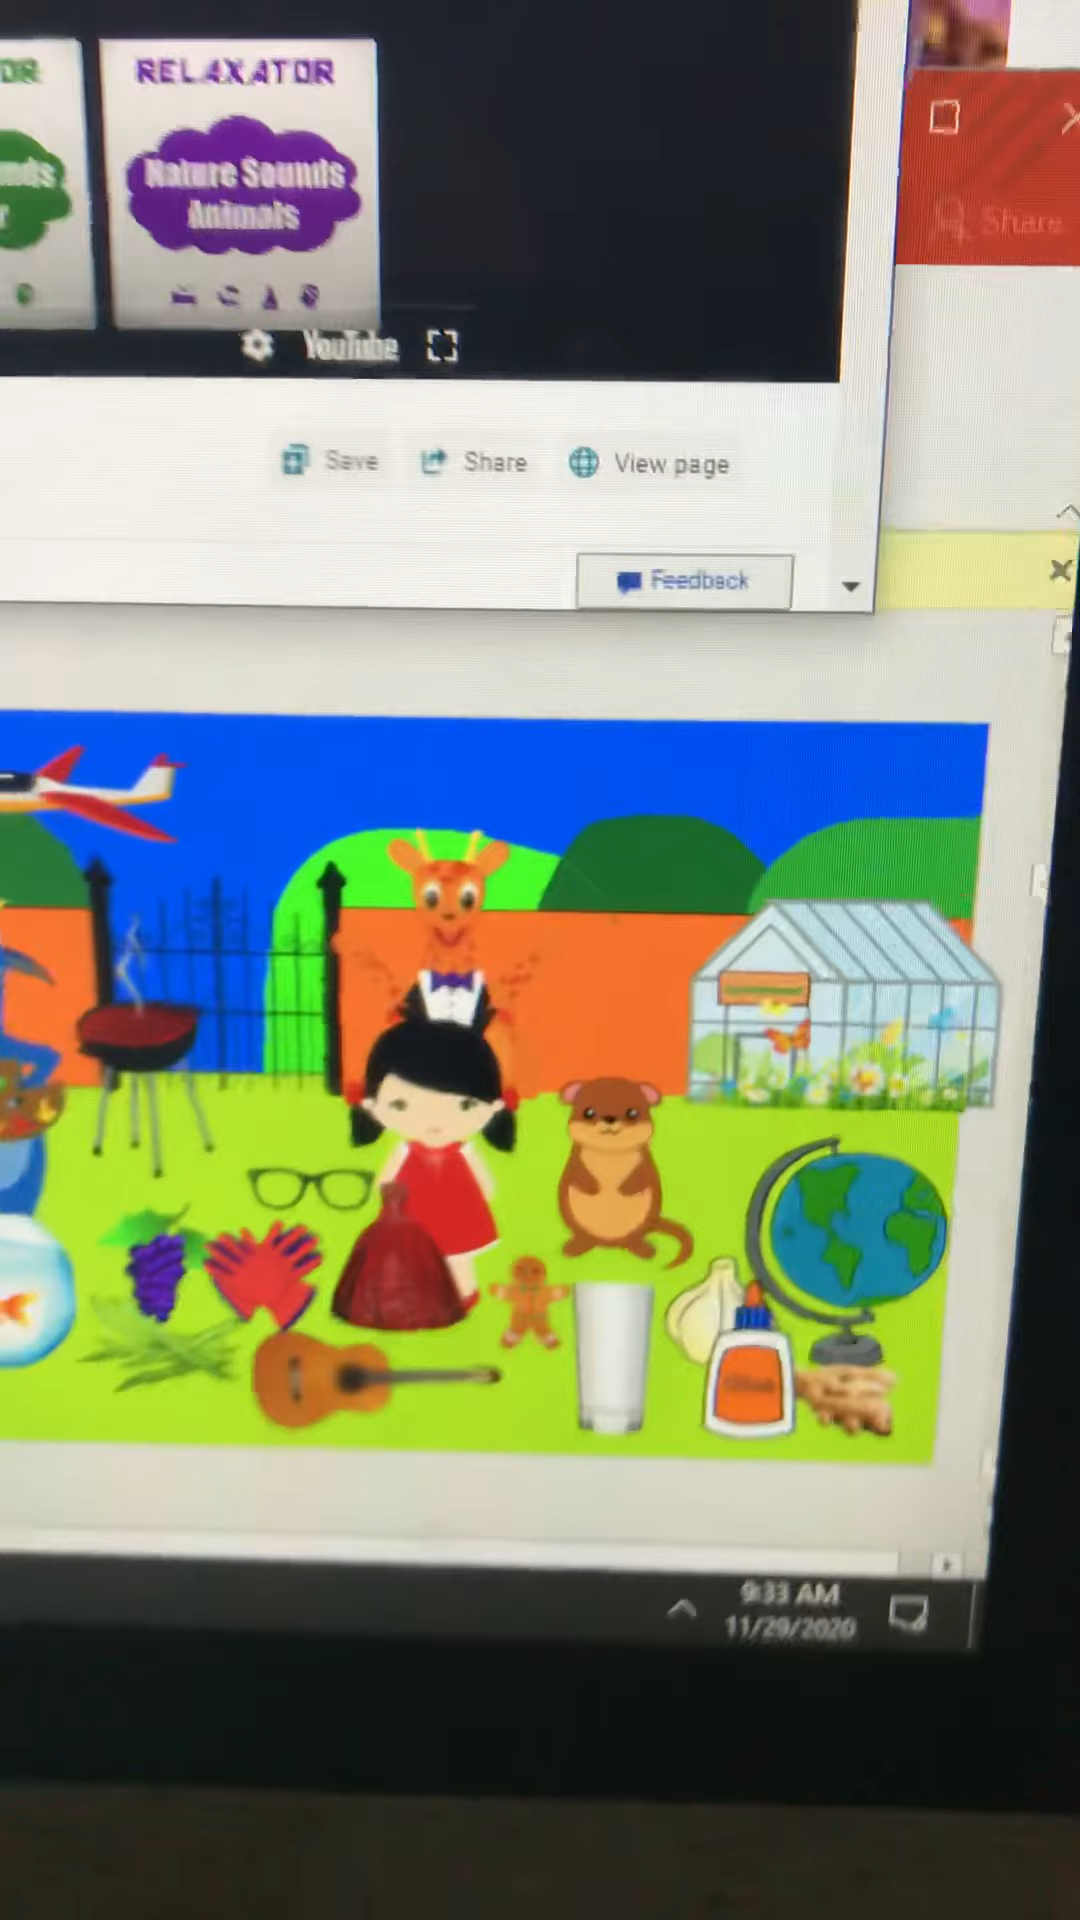 RELAXATOR
Nature Sounds
Animals
YouTube
Share
Save
Share
View page
Feedback
9:33 AM
11/29/2020